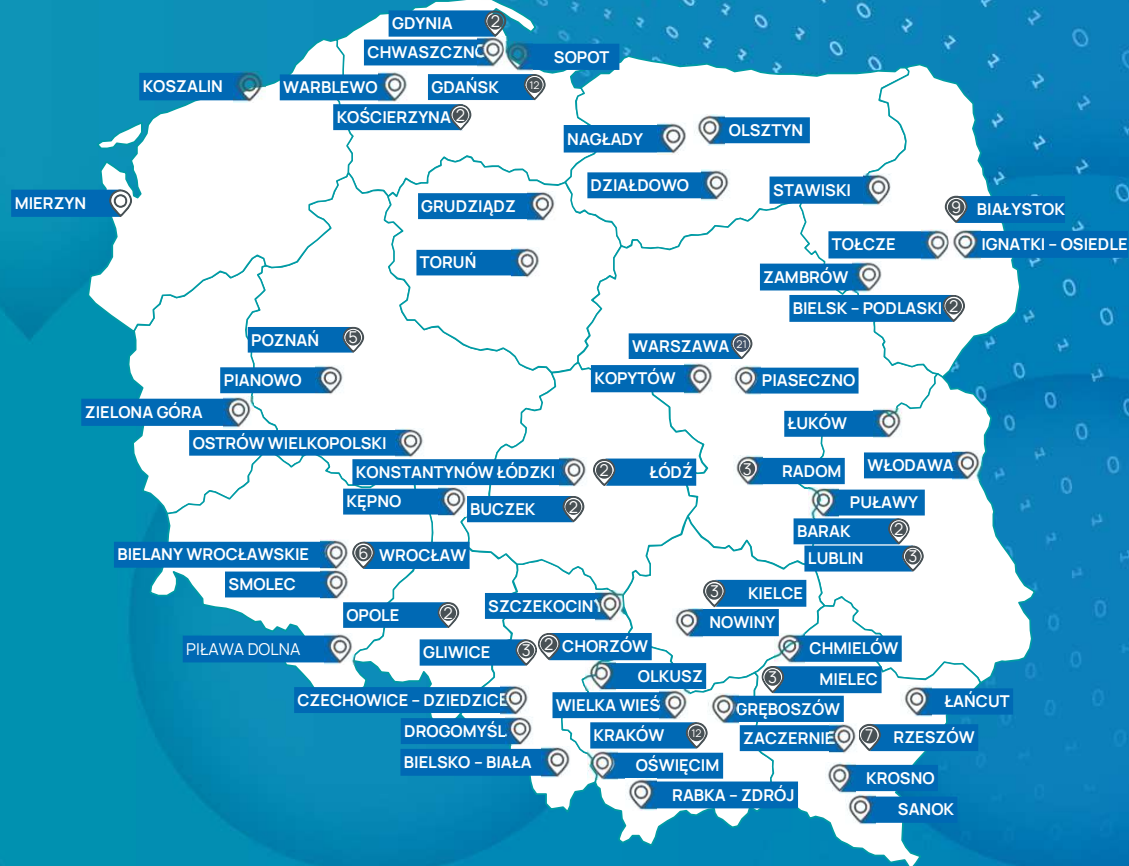 GDYNIA 2
CHWASZCZNO
SOPOT
KOSZALIN
WARBLEWO
GDAŃSK 12
KOŚCIERZYNA 2
NAGŁADY
OLSZTYN
DZIAŁDOWO
STAWISKI
MIERZYN
GRUDZIĄDZ
9 BIAŁYSTOK
TOŁCZE
IGNATKI – OSIEDLE
TORUŃ
ZAMBRÓW
BIELSK – PODLASKI 2
POZNAŃ 5
WARSZAWA 21
PIANOWO
KOPYTÓW
PIASECZNO
ZIELONA GÓRA
ŁUKÓW
OSTRÓW WIELKOPOLSKI
KONSTANTYNÓW ŁÓDZKI
2 ŁÓDŹ
3 RADOM
WŁODAWA
KĘPNO
BUCZEK 2
PUŁAWY
BARAK 2
BIELANY WROCŁAWSKIE
6 WROCŁAW
LUBLIN 3
SMOLEC
3 KIELCE
OPOLE 2
SZCZEKOCINY
NOWINY
PIŁAWA DOLNA
GLIWICE 3
2 CHORZÓW
CHMIELÓW
OLKUSZ
3 MIELEC
CZECHOWICE – DZIEDZICE
WIELKA WIEŚ
GRĘBOSZÓW
ŁAŃCUT
DROGOMYŚL
KRAKÓW 12
ZACZERNIE
7 RZESZÓW
BIELSKO – BIAŁA
OŚWIĘCIM
KROSNO
RABKA – ZDRÓJ
SANOK